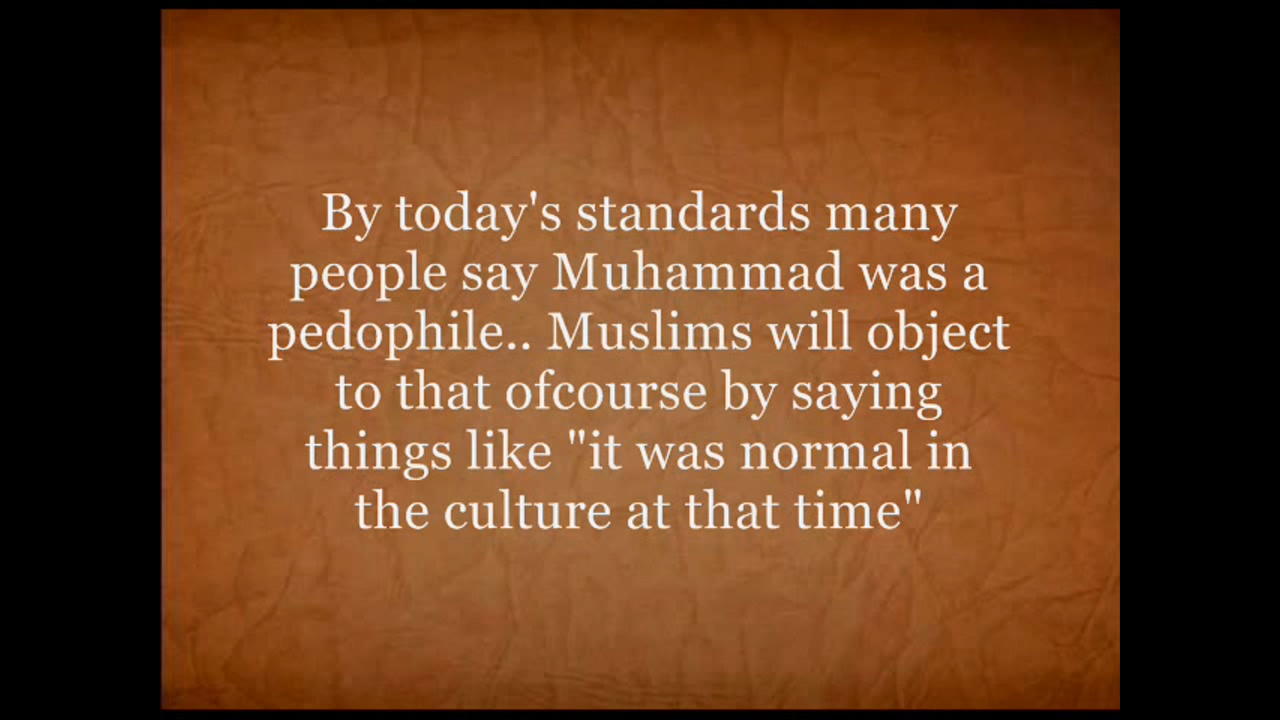 By today's standards many
people say Muhammad was a
pedophile.. Muslims will object
to that ofcourse by saying
things like "it was normal in
the culture at that time"